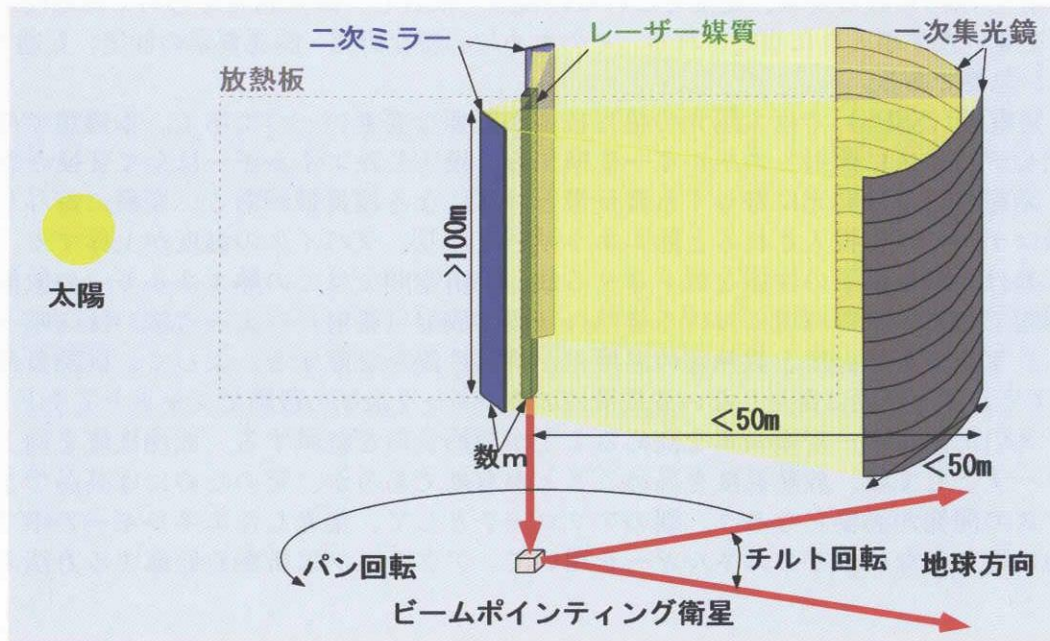 二次ミラー
レーザー媒質
一次集光鏡
放熱板
>100m
太陽
数m
<50m
<50m
パン回転
チルト回転
地球方向
ビームポインティング衛星